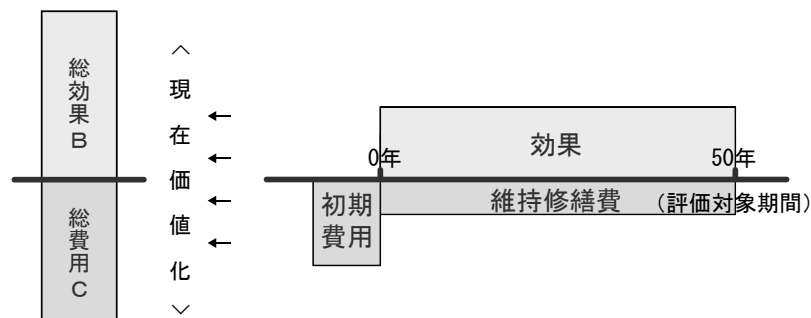 総効果B
総費用C
〈現在価値化〉
0年
効果
50年
初期
費用
維持修繕費
(評価対象期間)